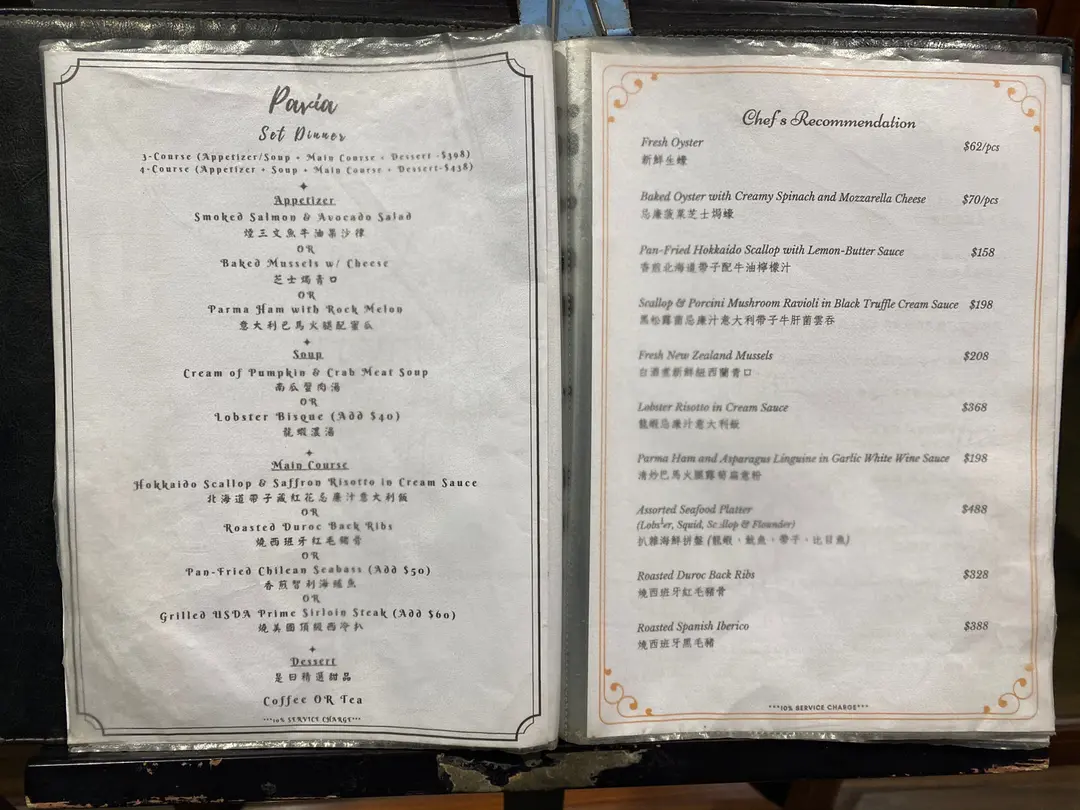 Pavia
Set Dinner
3-Course (Appetizer/Soup + Main Course + Dessert -$398)
4-Course (Appetizer + Soup + Main Course + Dessert-$438)
Appetizer
Smoked Salmon & Avocado Salad
煙三文魚牛油果沙律
OR
Baked Mussels w/ Cheese
芝士焗青口
OR
Parma Ham with Rock Melon
意大利巴馬火腿配蜜瓜
Soup
Cream of Pumpkin & Crab Meat Soup
南瓜蟹肉湯
OR
Lobster Bisque (Add $40)
龍蝦濃湯
Main Course
Hokkaido Scallop & Saffron Risotto in Cream Sauce
北海道帶子藏紅花忌廉汁意大利飯
OR
Roasted Duroc Back Ribs
燒西班牙紅毛豬骨
OR
Pan-Fried Chilean Seabass (Add $50)
香煎智利海鱸魚
OR
Grilled USDA Prime Sirloin Steak (Add $60)
燒美國頂級西冷扒
Dessert
是日精選甜品
Coffee OR Tea
***10% SERVICE CHARGE***
Chef's Recommendation
Fresh Oyster $62/pcs
新鮮生蠔
Baked Oyster with Creamy Spinach and Mozzarella Cheese $70/pcs
忌廉菠菜芝士焗蠔
Pan-Fried Hokkaido Scallop with Lemon-Butter Sauce $158
香煎北海道帶子配牛油檸檬汁
Scallop & Porcini Mushroom Ravioli in Black Truffle Cream Sauce $198
黑松露菌忌廉汁意大利帶子牛肝菌雲吞
Fresh New Zealand Mussels $208
白酒煮新鮮紐西蘭青口
Lobster Risotto in Cream Sauce $368
龍蝦忌廉汁意大利飯
Parma Ham and Asparagus Linguine in Garlic White Wine Sauce $198
清炒巴馬火腿露筍扁意粉
Assorted Seafood Platter $488
(Lobster, Squid, Scallop & Flounder)
扒雜海鮮拼盤 (龍蝦、魷魚、帶子、比目魚)
Roasted Duroc Back Ribs $328
燒西班牙紅毛豬骨
Roasted Spanish Iberico $388
燒西班牙黑毛豬
***10% SERVICE CHARGE***